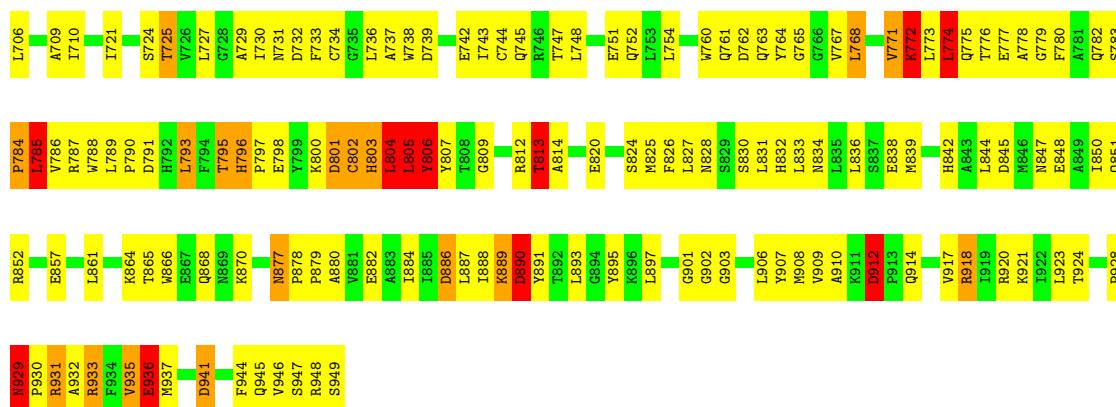 L706 A709 I710 I721 S724 T725 V726 L727 G728 A729 I730 N731 D732 F733 C734 G735 L736 A737 W738 D739 E742 I743 C744 Q745 R746 T747 L748 E751 Q752 L753 L754 W760 Q761 D762 Q763 Y764 G765 G766 V767 L768 V771 K772 L773 L774 Q775 T776 E777 A778 G779 F780 A781 Q782 S783
P784 L785 V786 R787 W788 L789 P790 D791 H792 L793 F794 T795 H796 P797 E798 Y799 K800 D801 C802 H803 L804 L805 Y806 Y807 T808 G809 R812 T813 A814 E820 S824 M825 F826 L827 N828 S829 S830 L831 H832 L833 N834 L835 L836 S837 E838 M839 H842 A843 L844 D845 M846 N847 E848 A849 I850
R852 E857 L861 K864 T865 W866 E867 Q868 N869 K870 N877 P878 P879 A880 V881 E882 A883 I884 I885 D886 L887 I888 K889 D890 Y891 T892 L893 G894 Y895 K896 L897 G901 G902 G903 L906 Y907 M908 V909 A910 K911 D912 P913 Q914 V917 R918 I919 R920 K921 I922 L923 T924
N929 P930 R931 A932 R933 F934 V935 E936 M937 D941 F944 Q945 V946 S947 R948 S949